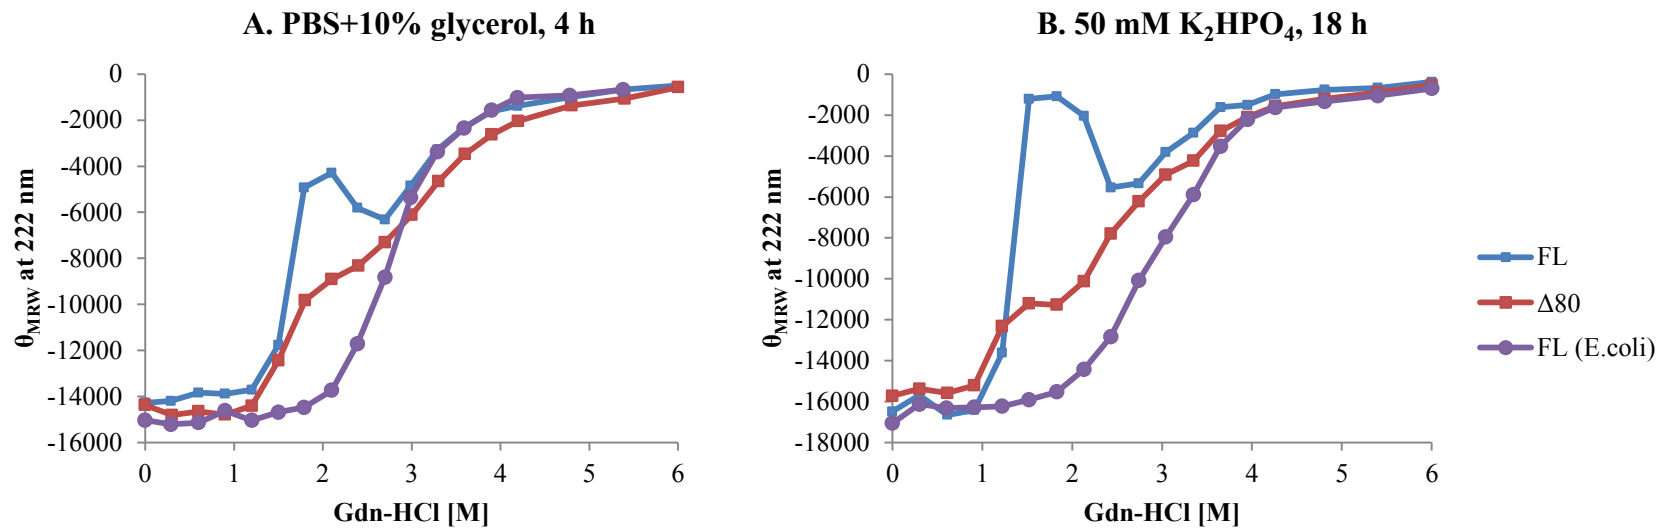 A. PBS+10% glycerol, 4 h
0
-2000
-4000
-6000
-8000
-10000
-12000
-14000
-16000
θMRW at 222 nm
0 1 2 3 4 5 6
Gdn-HCl [M]
B. 50 mM K₂HPO₄, 18 h
0
-2000
-4000
-6000
-8000
-10000
-12000
-14000
-16000
-18000
θMRW at 222 nm
0 1 2 3 4 5 6
Gdn-HCl [M]
FL
Δ80
FL (E.coli)